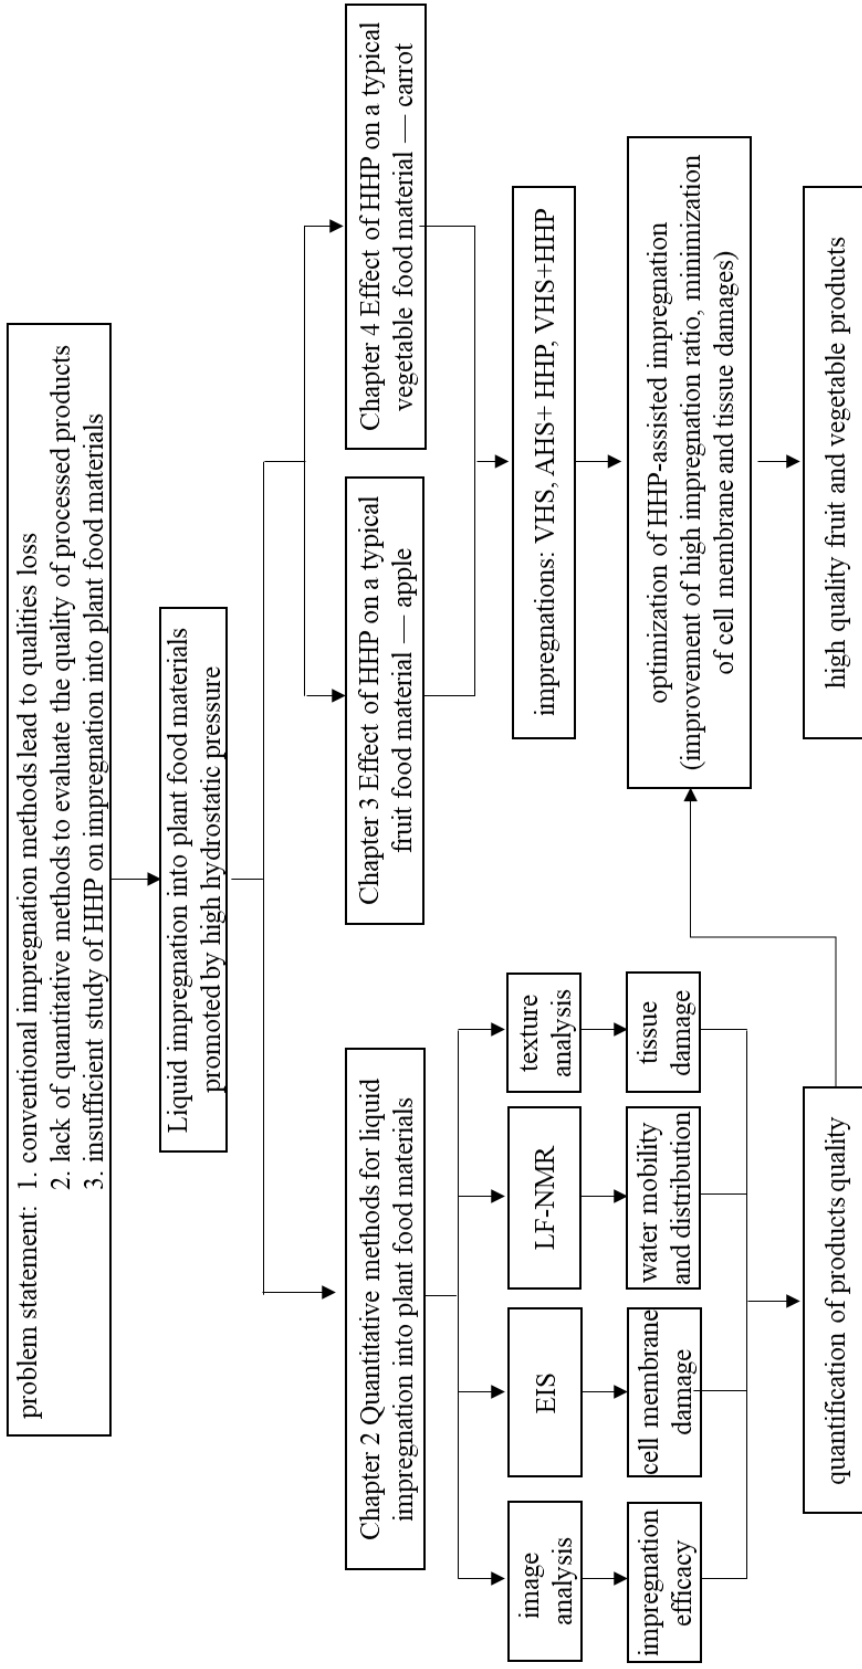 problem statement: 1. conventional impregnation methods lead to qualities loss
2. lack of quantitative methods to evaluate the quality of processed products
3. insufficient study of HHP on impregnation into plant food materials
Liquid impregnation into plant food materials
promoted by high hydrostatic pressure
Chapter 2 Quantitative methods for liquid
impregnation into plant food materials
Chapter 3 Effect of HHP on a typical
fruit food material — apple
Chapter 4 Effect of HHP on a typical
vegetable food material — carrot
image
analysis
EIS
LF-NMR
texture
analysis
impregnation
efficacy
cell membrane
damage
water mobility
and distribution
tissue
damage
quantification of products quality
impregnations: VHS, AHS+ HHP, VHS+HHP
optimization of HHP-assisted impregnation
(improvement of high impregnation ratio, minimization
of cell membrane and tissue damages)
high quality fruit and vegetable products